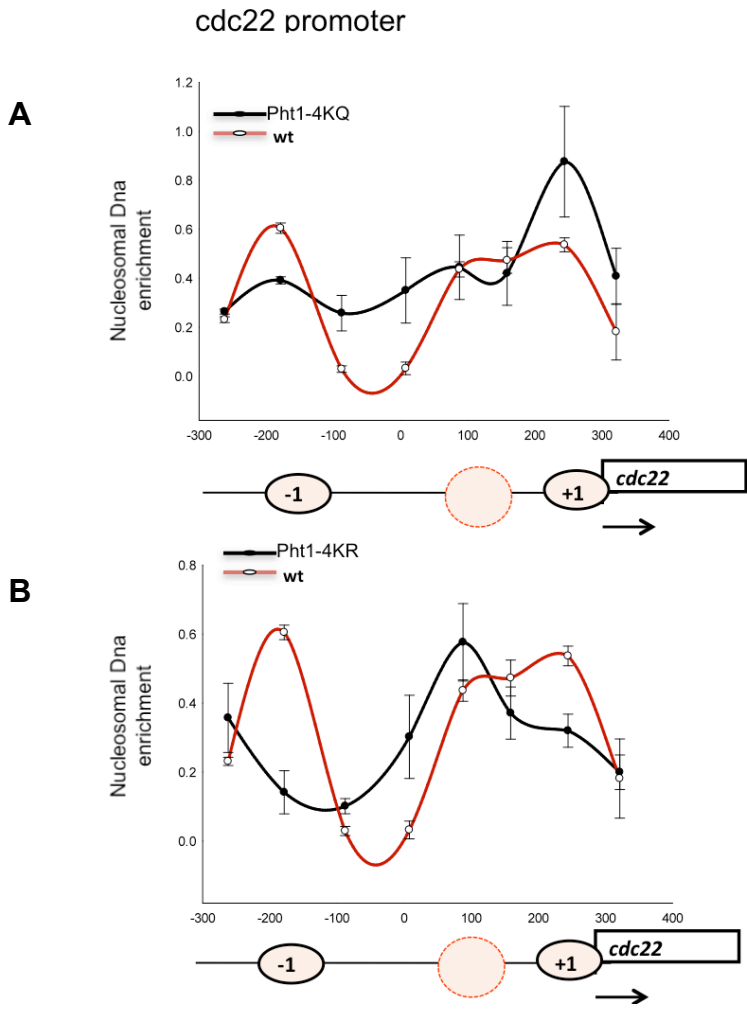 cdc22 promoter
A
Pht1-4KQ
wt
Nucleosomal Dna
enrichment
1.2
1.0
0.8
0.6
0.4
0.2
0.0
-300 -200 -100 0 100 200 300 400
-1
+1
cdc22
B
Pht1-4KR
wt
Nucleosomal Dna
enrichment
0.8
0.6
0.4
0.2
0.0
-300 -200 -100 0 100 200 300 400
-1
+1
cdc22